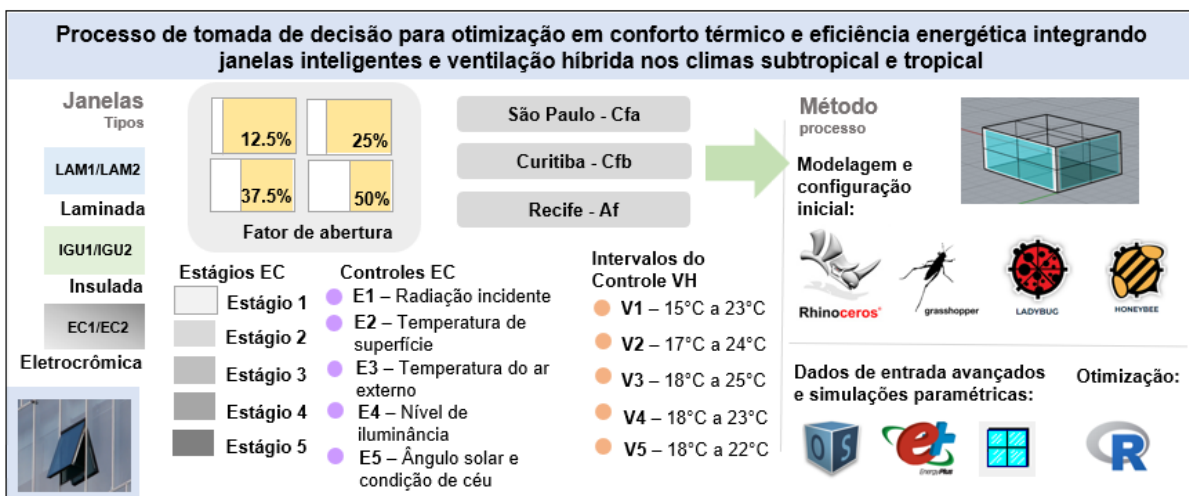 Processo de tomada de decisão para otimização em conforto térmico e eficiência energética integrando
janelas inteligentes e ventilação híbrida nos climas subtropical e tropical
Janelas
Tipos
LAM1/LAM2
Laminada
IGU1/IGU2
Insulada
EC1/EC2
Eletrocrômica
12.5%
25%
37.5%
50%
Fator de abertura
São Paulo - Cfa
Curitiba - Cfb
Recife - Af
Estágios EC
Estágio 1
Estágio 2
Estágio 3
Estágio 4
Estágio 5
Controles EC
E1 – Radiação incidente
E2 – Temperatura de
superfície
E3 – Temperatura do ar
externo
E4 – Nível de
iluminância
E5 – Ângulo solar e
condição de céu
Intervalos do
Controle VH
V1 – 15°C a 23°C
V2 – 17°C a 24°C
V3 – 18°C a 25°C
V4 – 18°C a 23°C
V5 – 18°C a 22°C
Método
processo
Modelagem e
configuração
inicial:
Rhinoceros®
grasshopper
LADYBUG
HONEYBEE
Dados de entrada avançados
e simulações paramétricas:
OS
et
EnergyPlus
Otimização:
R